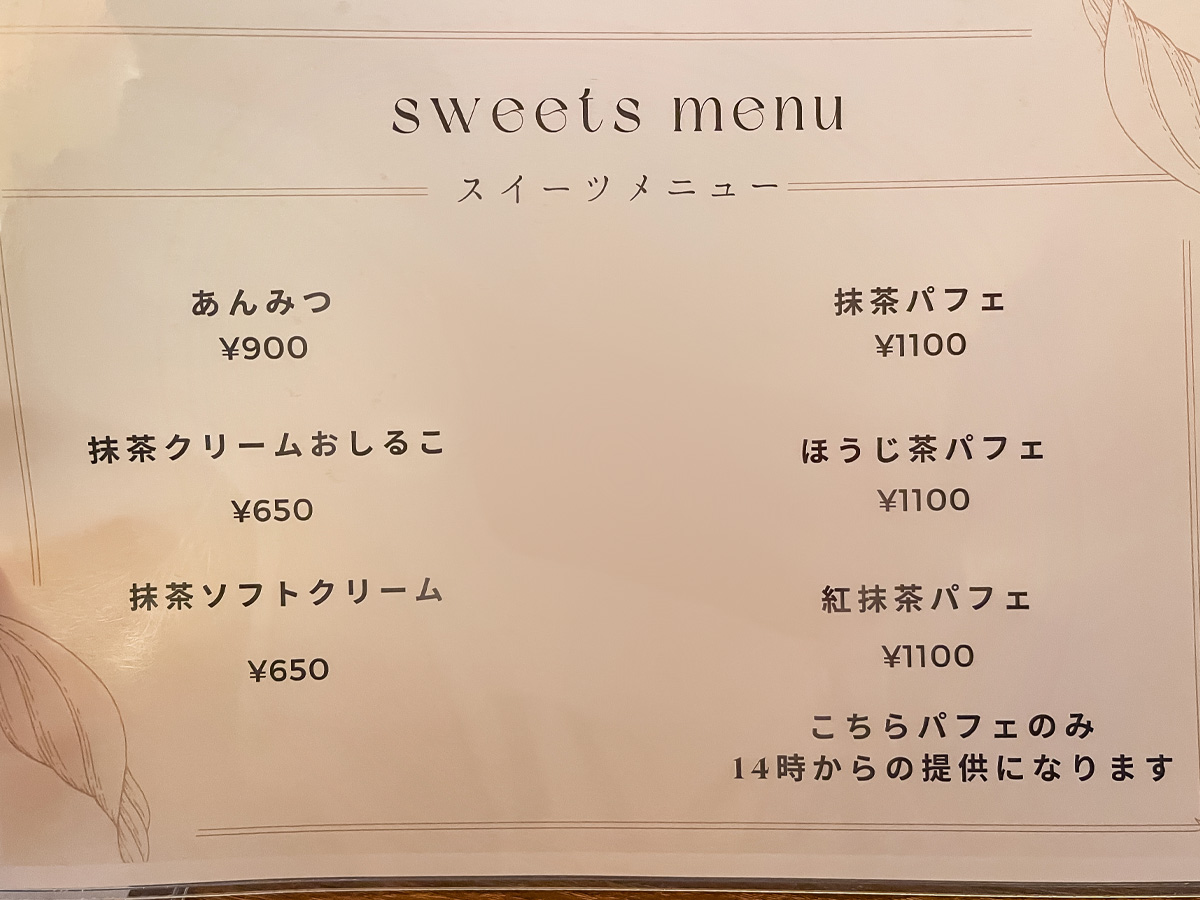 sweets menu
スイーツメニュー
あんみつ
¥900
抹茶クリームおしるこ
¥650
抹茶ソフトクリーム
¥650
抹茶パフェ
¥1100
ほうじ茶パフェ
¥1100
紅抹茶パフェ
¥1100
こちらパフェのみ
14時からの提供になります